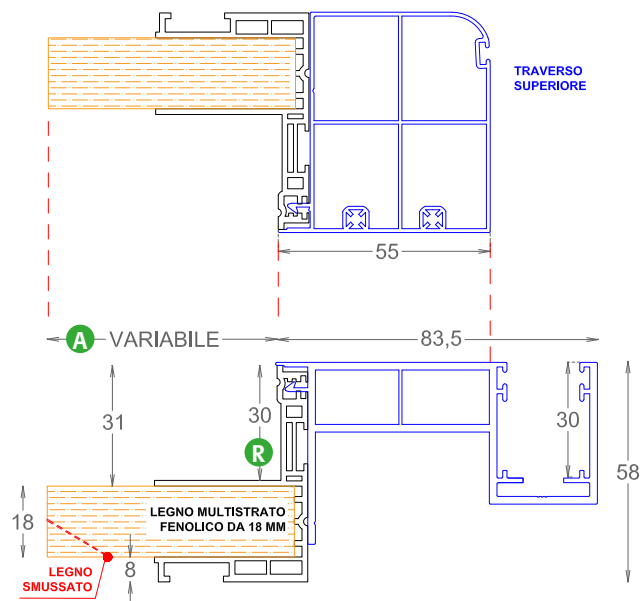 TRAVERSO
SUPERIORE
55
A VARIABILE
83,5
31
30
R
30
58
18
LEGNO MULTISTRATO
FENOLICO DA 18 MM
LEGNO
SMUSSATO
8